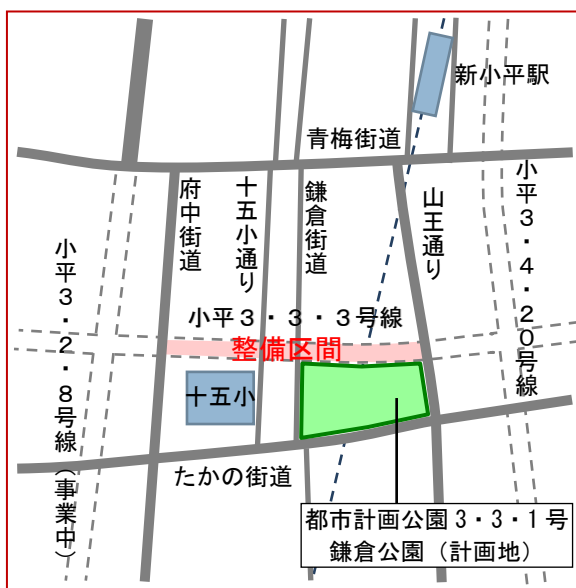 新小平駅
青梅街道
府中街道
十五小通り
鎌倉街道
山王通り
小平3・4・20号線
小平3・2・8号線(事業中)
小平3・3・3号線
整備区間
十五小
たかの街道
都市計画公園3・3・1号
鎌倉公園(計画地)